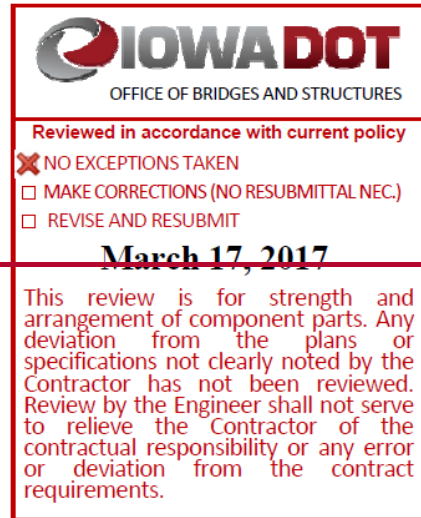 IOWADOT
OFFICE OF BRIDGES AND STRUCTURES
Reviewed in accordance with current policy
NO EXCEPTIONS TAKEN
MAKE CORRECTIONS (NO RESUBMITTAL NEC.)
REVISE AND RESUBMIT
March 17, 2017
This review is for strength and
arrangement of component parts. Any
deviation from the plans or
specifications not clearly noted by the
Contractor has not been reviewed.
Review by the Engineer shall not serve
to relieve the Contractor of the
contractual responsibility or any error
or deviation from the contract
requirements.